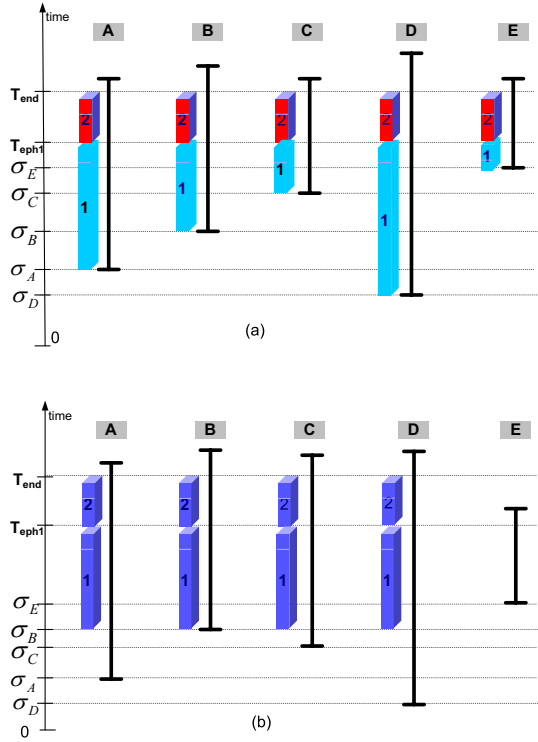 time
A B C D E
T_end
2 2 2 2 2
T_eph1
σ_E
1
σ_C
1
1 1
1
σ_B
σ_A
σ_D
(a)
0
time
A B C D E
T_end
2 2 2 2
T_eph1
1 1 1 1
σ_E
σ_B
σ_C
σ_A
σ_D
(b)
0